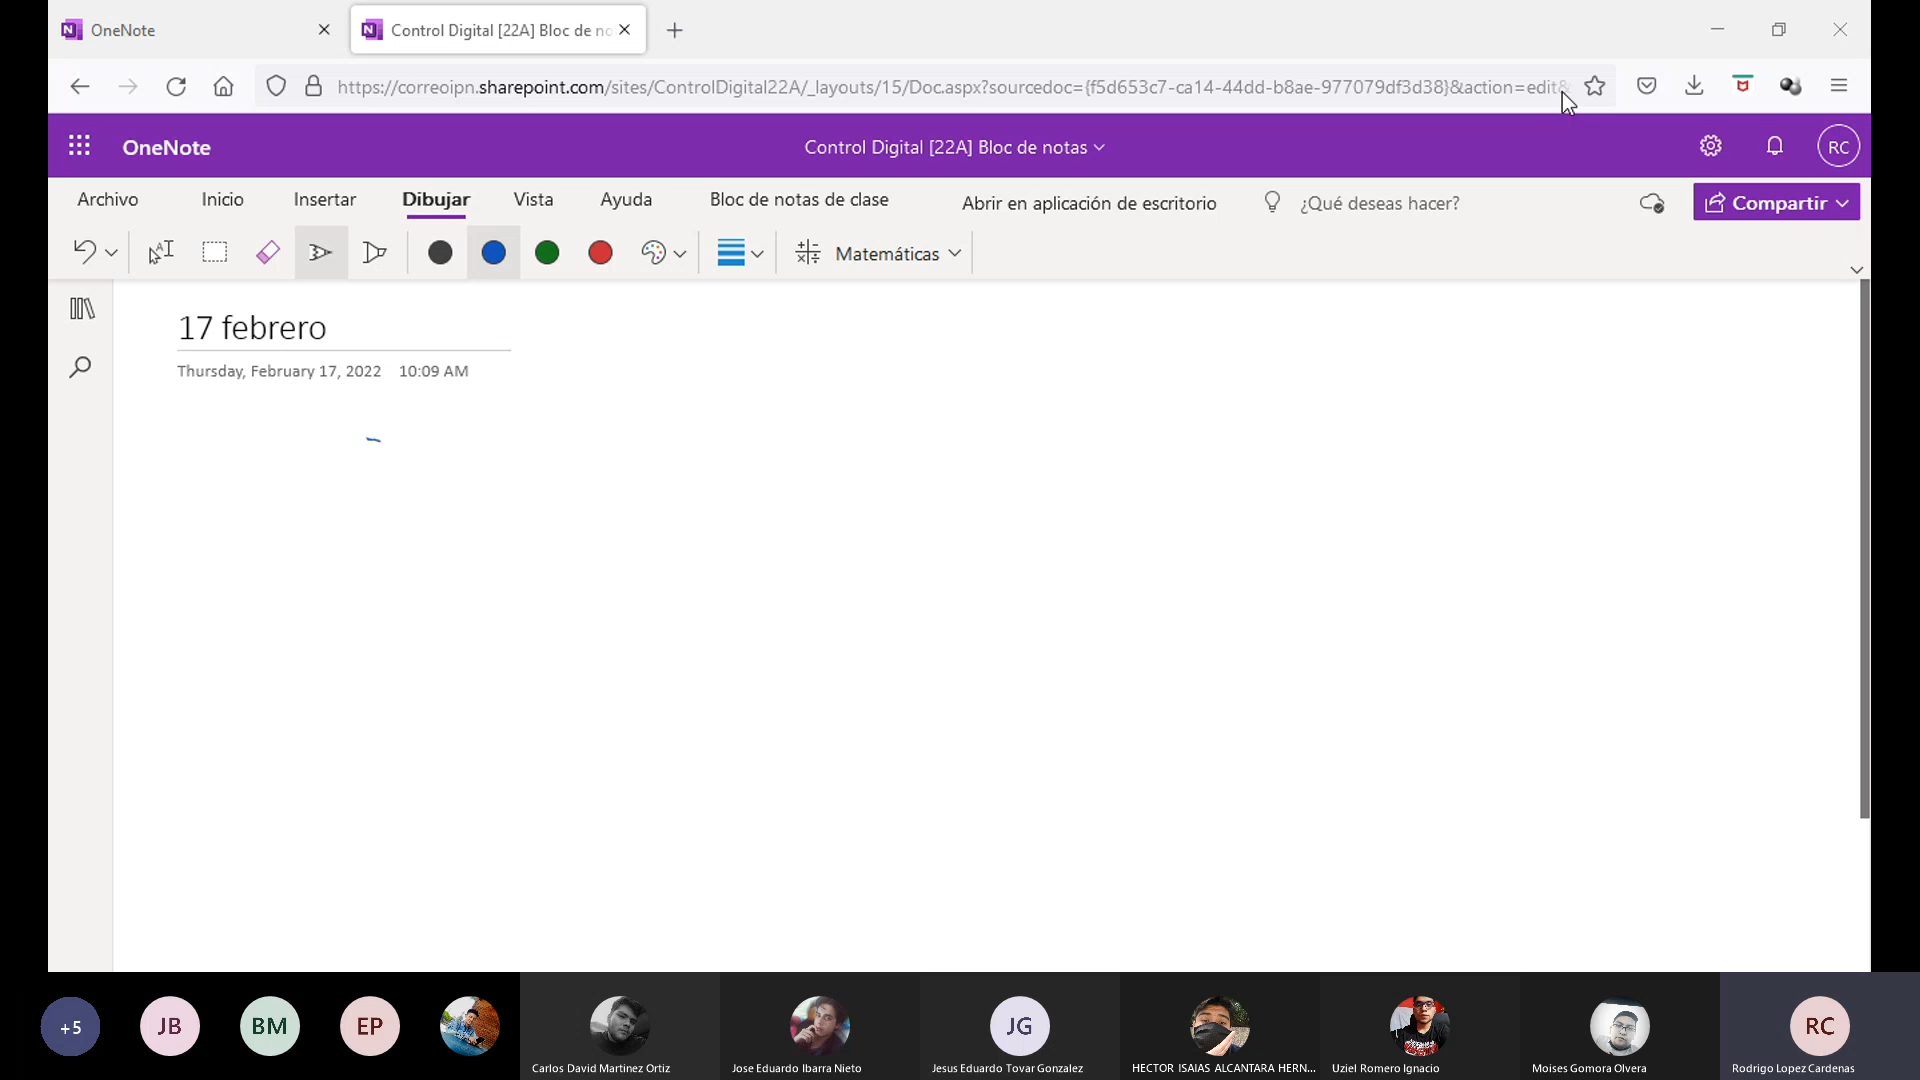 OneNote
Control Digital [22A] Bloc de no
https://correoipn.sharepoint.com/sites/ControlDigital22A/_layouts/15/Doc.aspx?sourcedoc={f5d653c7-ca14-44dd-b8ae-977079df3d38}&action=edit&
OneNote
Control Digital [22A] Bloc de notas
RC
Archivo
Inicio
Insertar
Dibujar
Vista
Ayuda
Bloc de notas de clase
Abrir en aplicación de escritorio
¿Qué deseas hacer?
Compartir
Matemáticas
17 febrero
Thursday, February 17, 2022 10:09 AM
+5
JB
BM
EP
JG
RC
Carlos David Martinez Ortiz
Jose Eduardo Ibarra Nieto
Jesus Eduardo Tovar Gonzalez
HECTOR ISAIAS ALCANTARA HERN...
Uziel Romero Ignacio
Moises Gomora Olvera
Rodrigo Lopez Cardenas